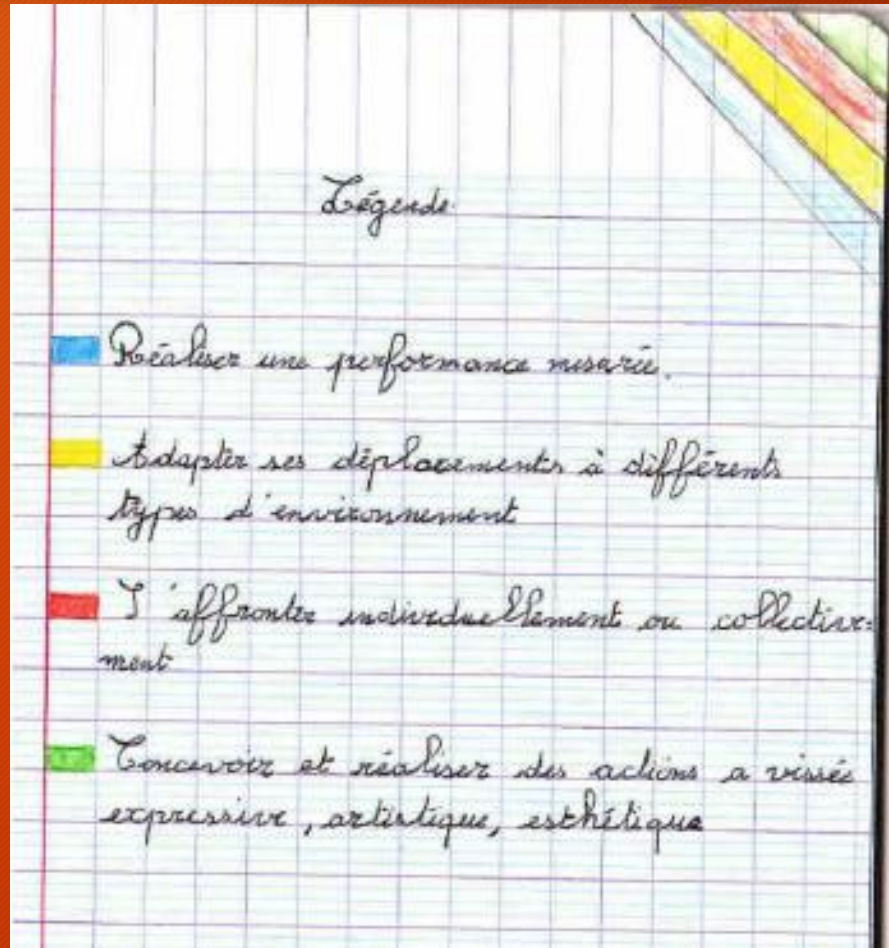 Légende
Réaliser une performance mesurée.
Adapter ses déplacements à différents
types d'environnement
S'affronter individuellement ou collective-
ment
Concevoir et réaliser des actions a vissée
expressive, artistique, esthétique